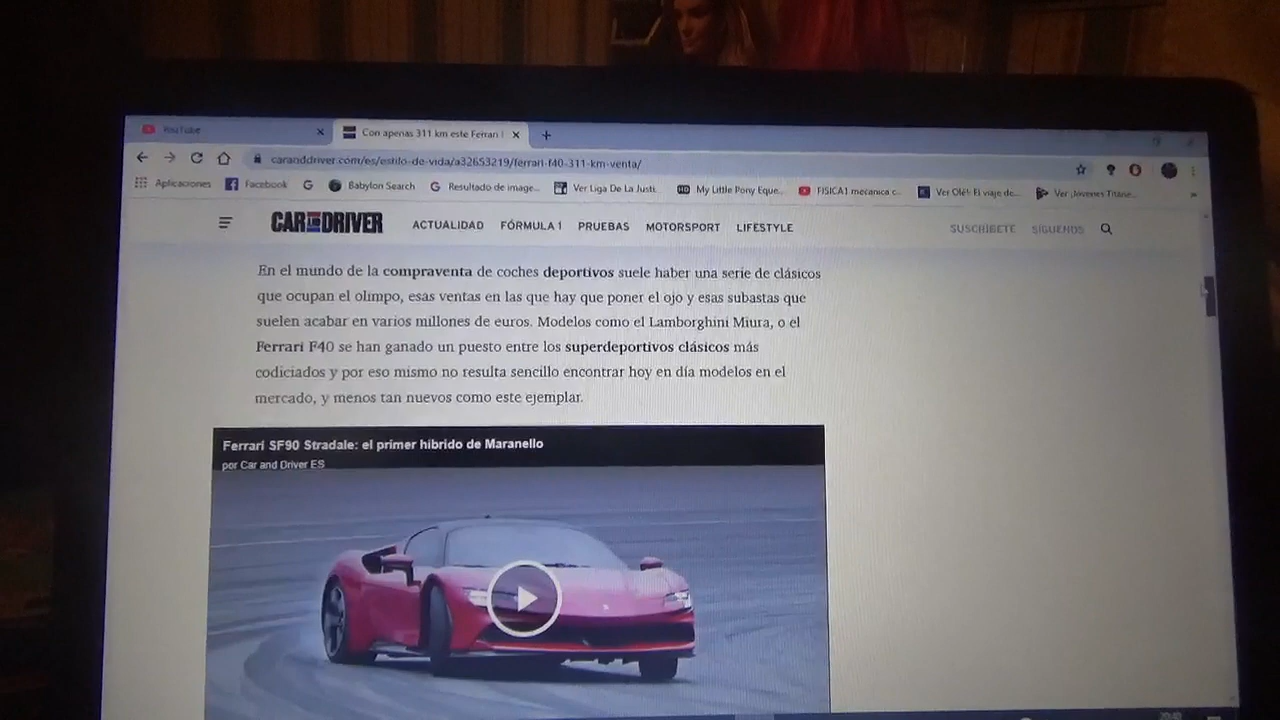 YouTube
Con apenas 311 km este Ferrari
caranddriver.com/es/estilo-de-vida/a32653219/ferrari-f40-311-km-venta/
Aplicaciones Facebook Babylon Search Resultado de image... Ver Liga De La Justi... My Little Pony Eque... FISICA1 mecanica c... Ver Olé!- El viaje de... Ver ¡Jóvenes Titane...
CAR AND DRIVER ACTUALIDAD FÓRMULA 1 PRUEBAS MOTORSPORT LIFESTYLE SUSCRÍBETE SÍGUENOS
En el mundo de la compraventa de coches deportivos suele haber una serie de clásicos
que ocupan el olimpo, esas ventas en las que hay que poner el ojo y esas subastas que
suelen acabar en varios millones de euros. Modelos como el Lamborghini Miura, o el
Ferrari F40 se han ganado un puesto entre los superdeportivos clásicos más
codiciados y por eso mismo no resulta sencillo encontrar hoy en día modelos en el
mercado, y menos tan nuevos como este ejemplar.
Ferrari SF90 Stradale: el primer híbrido de Maranello
por Car and Driver ES